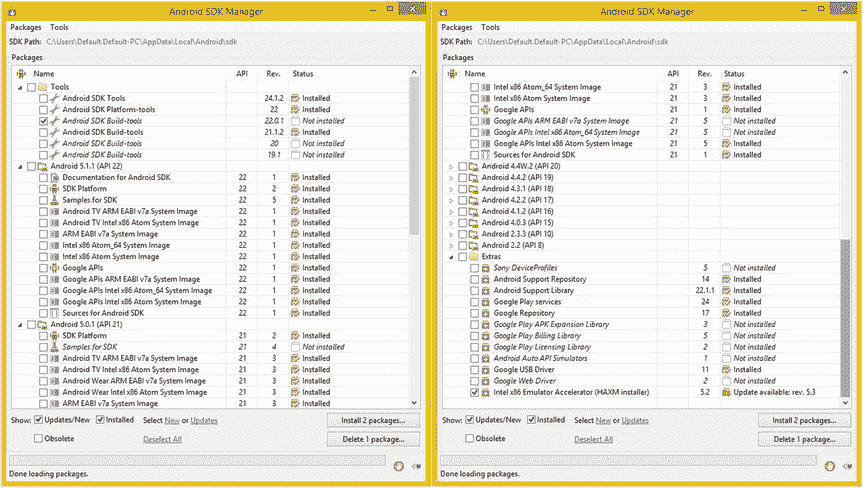 Android SDK Manager
Packages Tools
SDK Path: C:\Users\Default.Default-PC\AppData\Local\Android\sdk
Packages
Name API Rev. Status
Tools
Android SDK Tools 24.1.2 Installed
Android SDK Platform-tools 22 Installed
Android SDK Build-tools 22.0.1 Not installed
Android SDK Build-tools 21.1.2 Installed
Android SDK Build-tools 20 Not installed
Android SDK Build-tools 19.1 Not installed
Android 5.1.1 (API 22)
Documentation for Android SDK 22 1 Installed
SDK Platform 22 2 Installed
Samples for SDK 22 5 Installed
Android TV ARM EABI v7a System Image 22 1 Installed
Android TV Intel x86 Atom System Image 22 1 Installed
ARM EABI v7a System Image 22 1 Installed
Intel x86 Atom_64 System Image 22 1 Installed
Intel x86 Atom System Image 22 1 Installed
Google APIs 22 1 Installed
Google APIs ARM EABI v7a System Image 22 1 Installed
Google APIs Intel x86 Atom_64 System Image 22 1 Installed
Google APIs Intel x86 Atom System Image 22 1 Installed
Sources for Android SDK 22 1 Installed
Android 5.0.1 (API 21)
SDK Platform 21 2 Installed
Samples for SDK 21 4 Not installed
Android TV ARM EABI v7a System Image 21 3 Installed
Android TV Intel x86 Atom System Image 21 3 Installed
Android Wear ARM EABI v7a System Image 21 3 Installed
Android Wear Intel x86 Atom System Image 21 3 Installed
ARM EABI v7a System Image 21 3 Installed
Show: Updates/New Installed Select New or Updates Install 2 packages...
Obsolete Deselect All Delete 1 package...
Done loading packages.
Android SDK Manager
Packages Tools
SDK Path: C:\Users\Default.Default-PC\AppData\Local\Android\sdk
Packages
Name API Rev. Status
Intel x86 Atom_64 System Image 21 3 Installed
Intel x86 Atom System Image 21 3 Installed
Google APIs 21 1 Installed
Google APIs ARM EABI v7a System Image 21 5 Not installed
Google APIs Intel x86 Atom_64 System Image 21 5 Not installed
Google APIs Intel x86 Atom System Image 21 5 Installed
Sources for Android SDK 21 1 Installed
Android 4.4W.2 (API 20)
Android 4.4.2 (API 19)
Android 4.3.1 (API 18)
Android 4.2.2 (API 17)
Android 4.1.2 (API 16)
Android 4.0.3 (API 15)
Android 2.3.3 (API 10)
Android 2.2 (API 8)
Extras
Sony DeviceProfiles 5 Not installed
Android Support Repository 14 Installed
Android Support Library 22.1.1 Installed
Google Play services 24 Installed
Google Repository 17 Installed
Google Play APK Expansion Library 3 Not installed
Google Play Billing Library 5 Not installed
Google Play Licensing Library 2 Not installed
Android Auto API Simulators 1 Not installed
Google USB Driver 11 Installed
Google Web Driver 2 Not installed
Intel x86 Emulator Accelerator (HAXM installer) 5.2 Update available: rev. 5.3
Show: Updates/New Installed Select New or Updates Install 2 packages...
Obsolete Deselect All Delete 1 package...
Done loading packages.